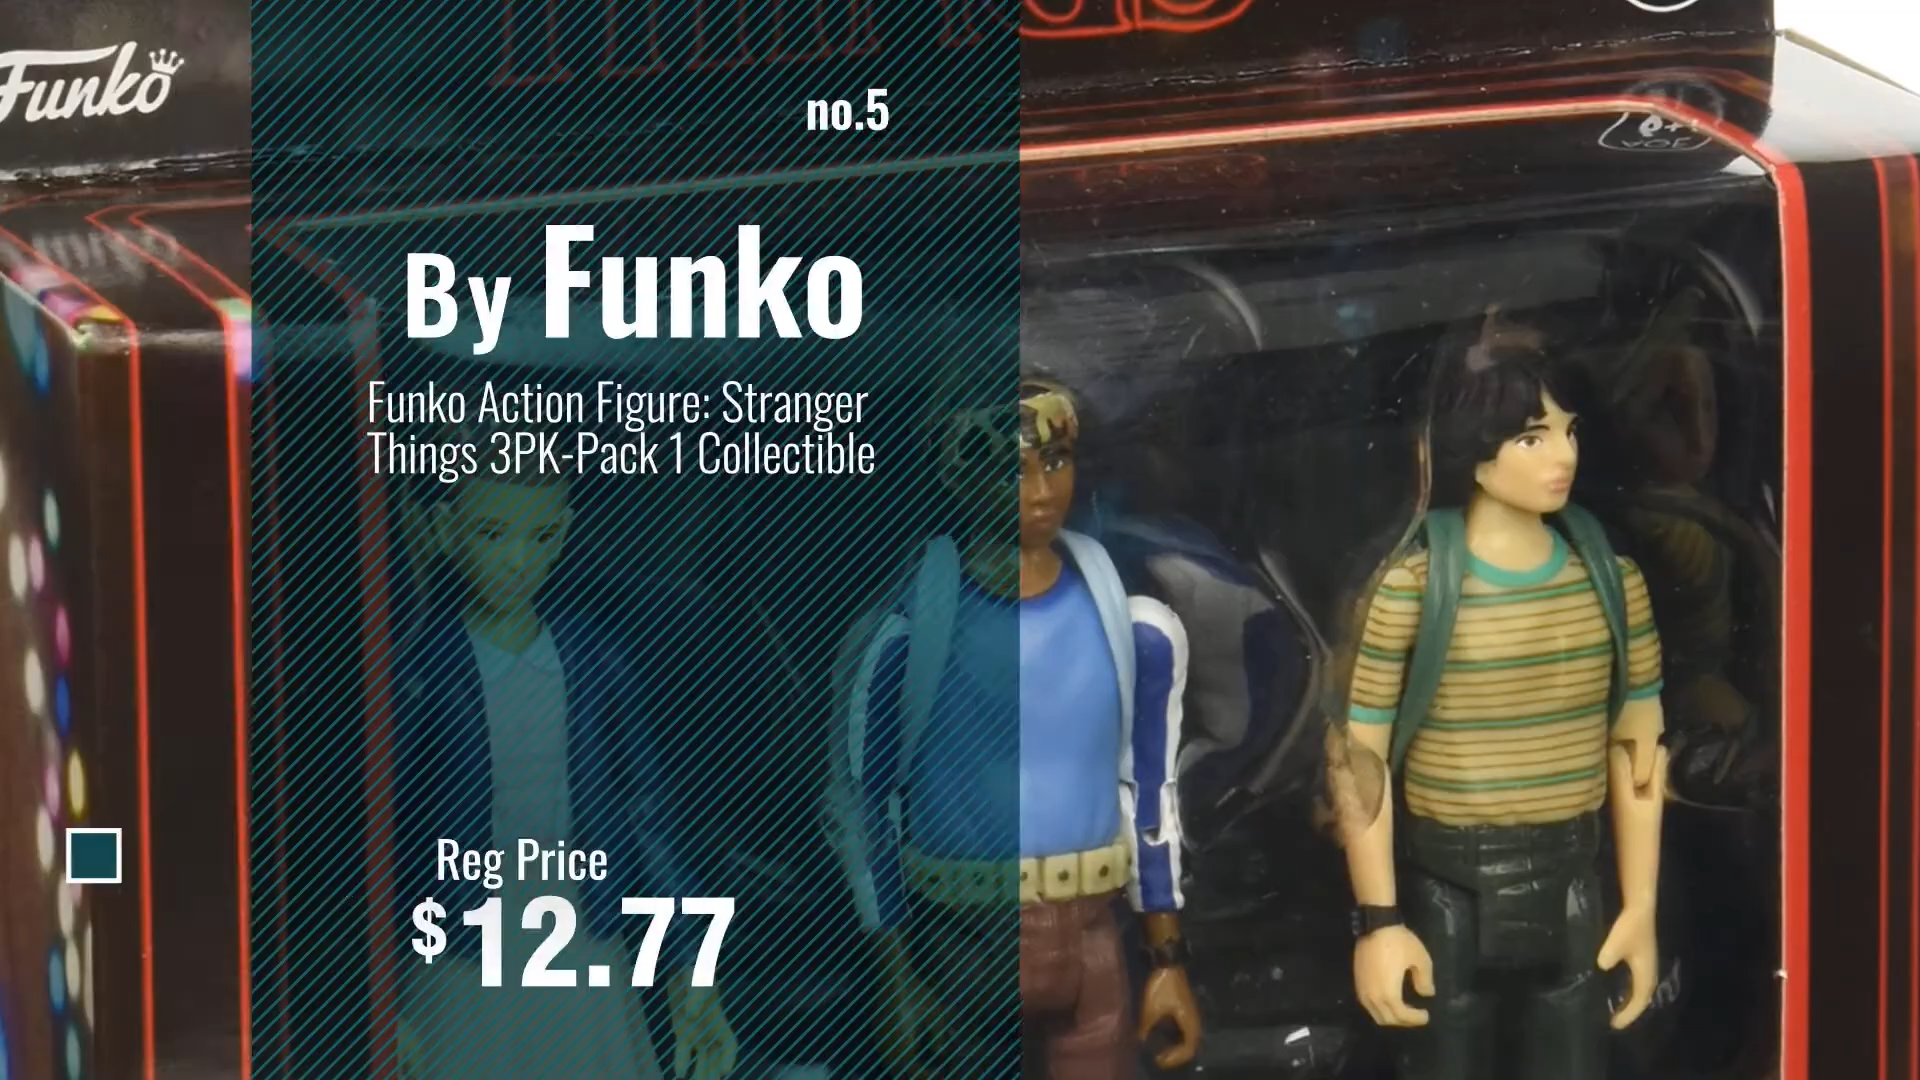 Funko
no.5
By Funko
Funko Action Figure: Stranger
Things 3PK-Pack 1 Collectible
Reg Price
$12.77